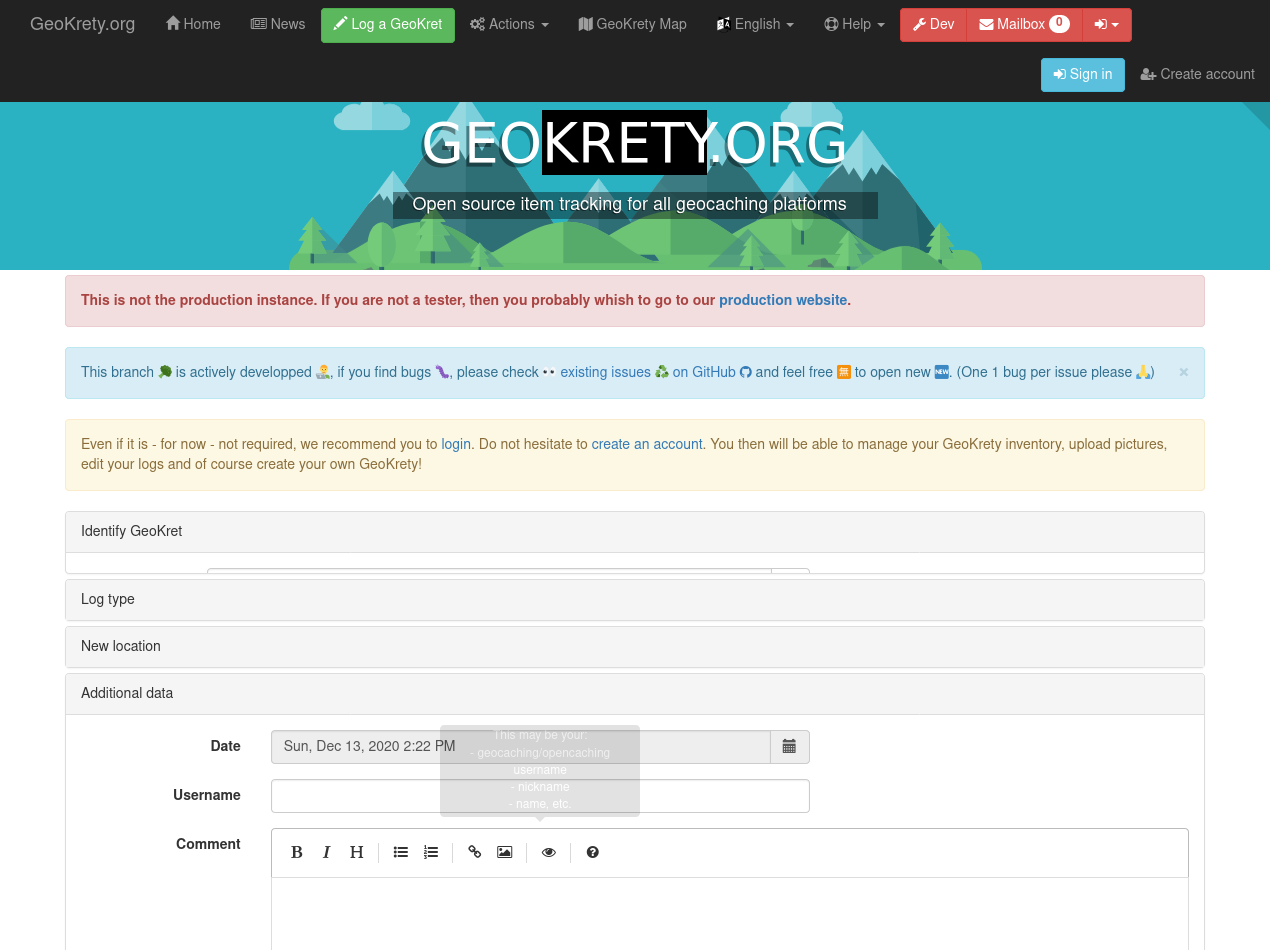 GeoKrety.org Home News Log a GeoKret Actions GeoKrety Map English Help Dev Mailbox 0
Sign in Create account
GEOKRETY.ORG
Open source item tracking for all geocaching platforms
This is not the production instance. If you are not a tester, then you probably whish to go to our production website.
This branch 🥦 is actively developped 👨‍🔬, if you find bugs 🐛, please check 👀 existing issues ♻️ on GitHub and feel free 🈚 to open new 🆕. (One 1 bug per issue please 🙏) ×
Even if it is - for now - not required, we recommend you to login. Do not hesitate to create an account. You then will be able to manage your GeoKrety inventory, upload pictures,
edit your logs and of course create your own GeoKrety!
Identify GeoKret
Log type
New location
Additional data
Date Sun, Dec 13, 2020 2:22 PM
This may be your:
- geocaching/opencaching
username
- nickname
- name, etc.
Username
Comment
B I H